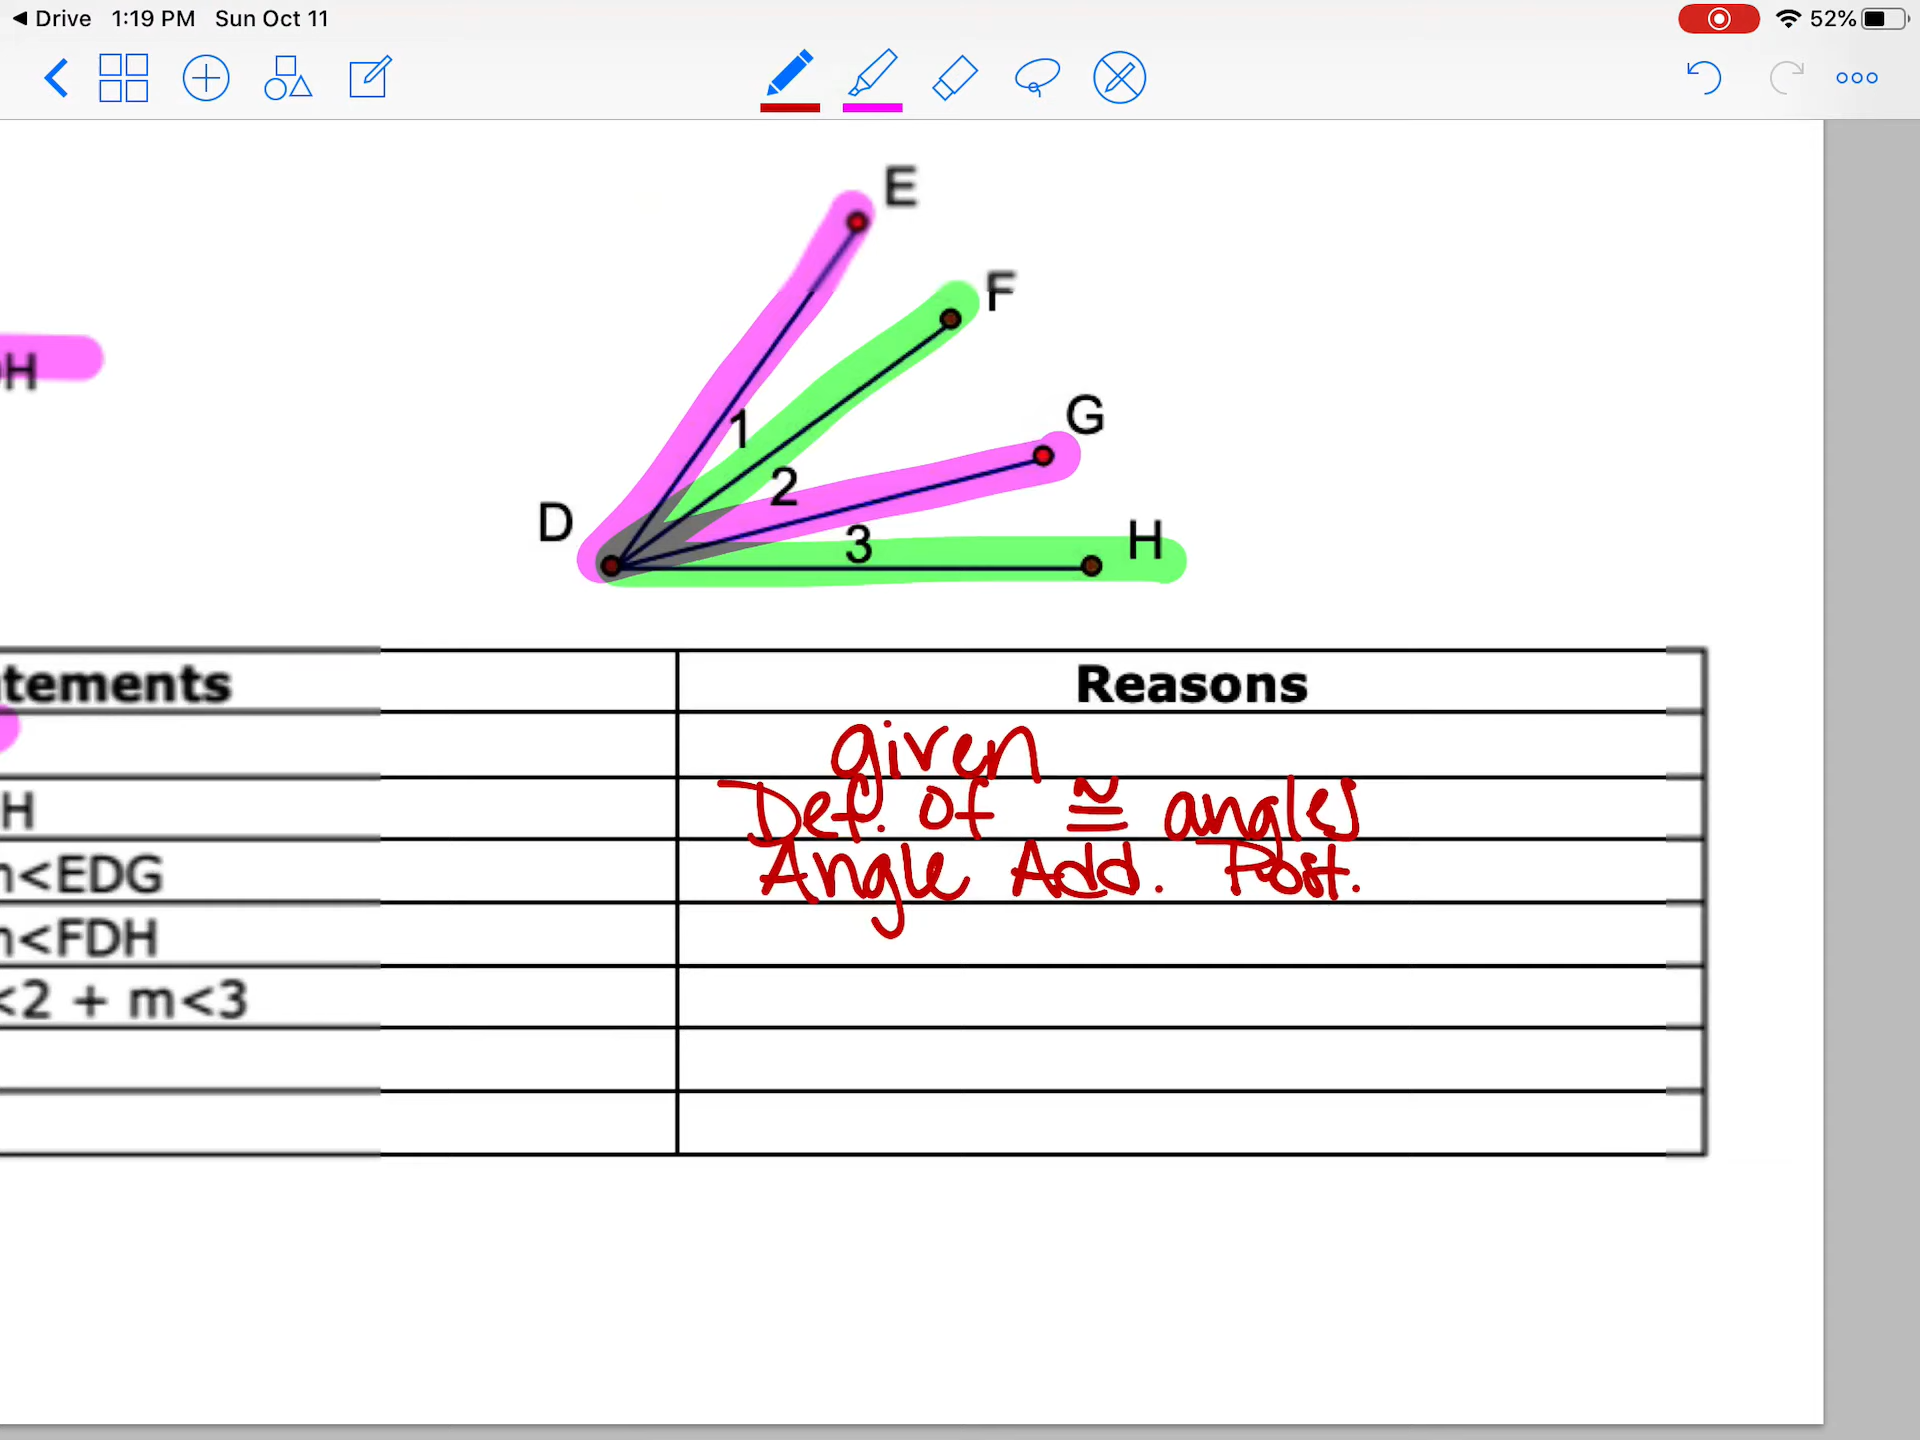 Drive 1:19 PM Sun Oct 11 52%
E
F
H
G
1
2
D
3
H
tements Reasons
given
H Def. of ≅ angles
<EDG Angle Add. Post.
<FDH
<2 + m<3